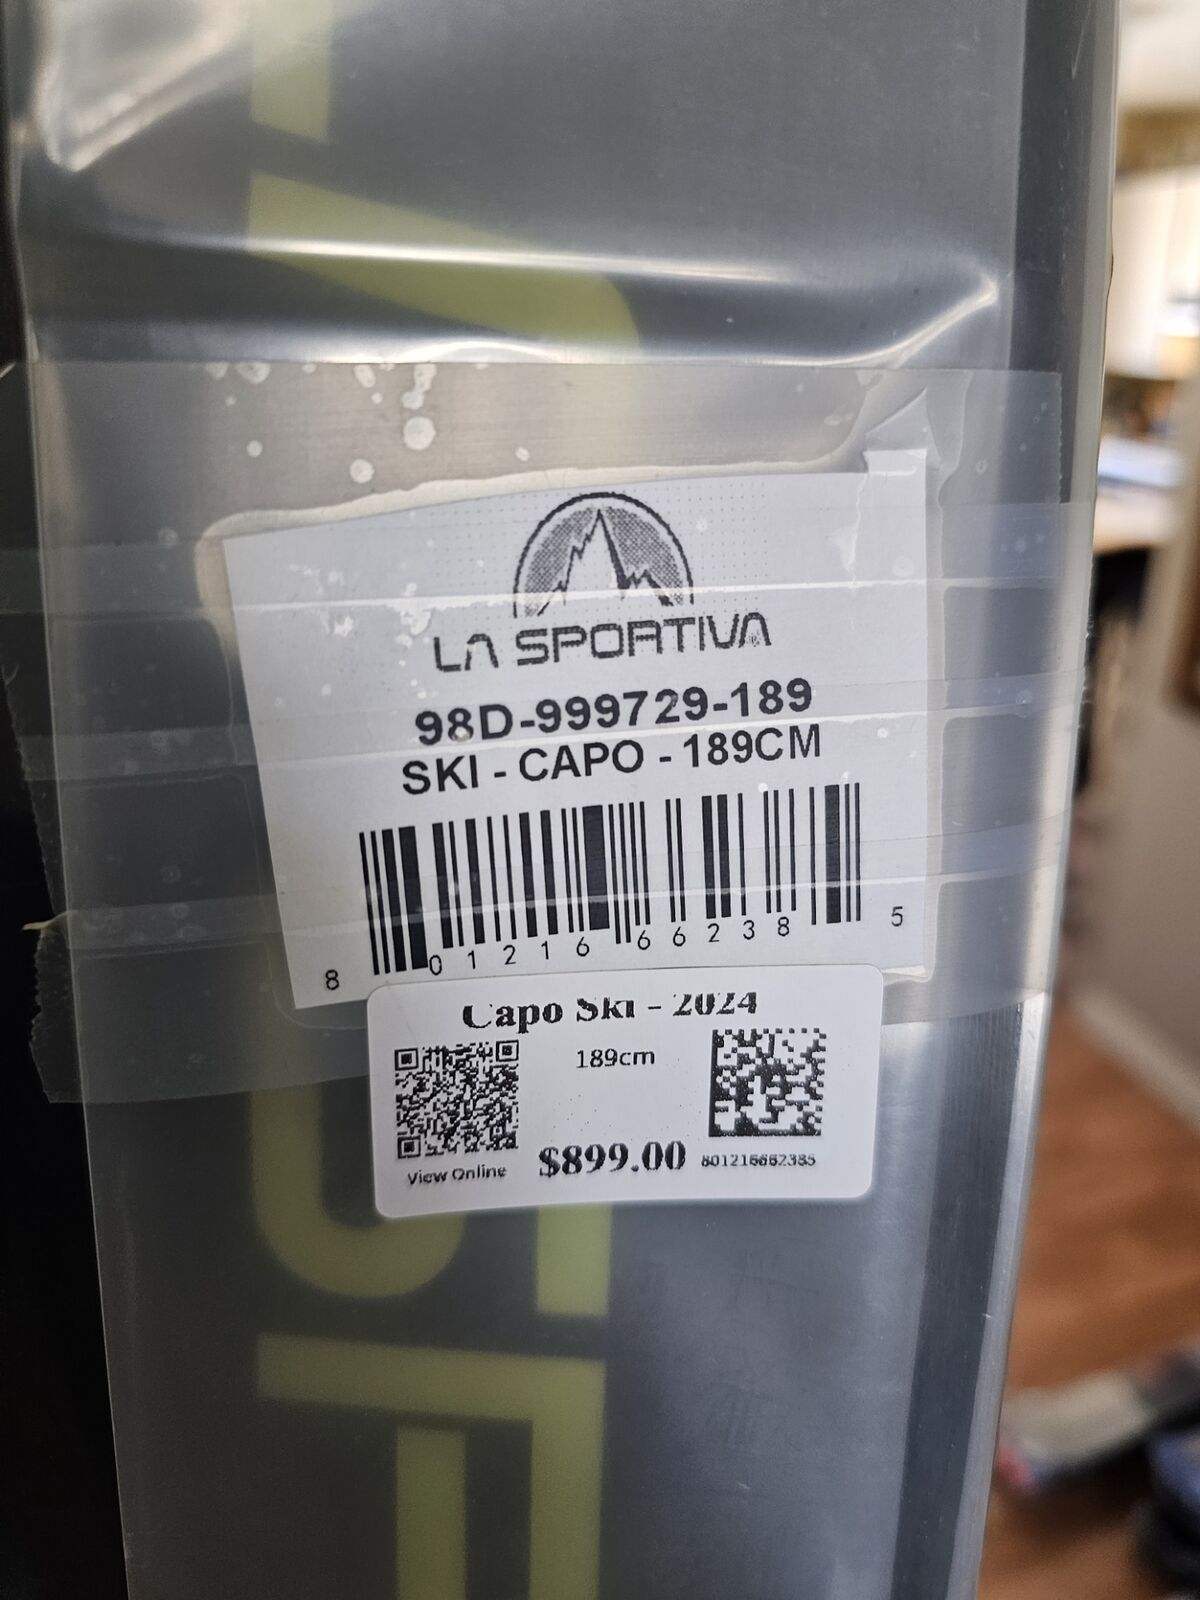 LA SPORTIVA
98D-999729-189
SKI - CAPO - 189CM
8 01216 66238 5
Capo Ski - 2024
189cm
View Online
$899.00